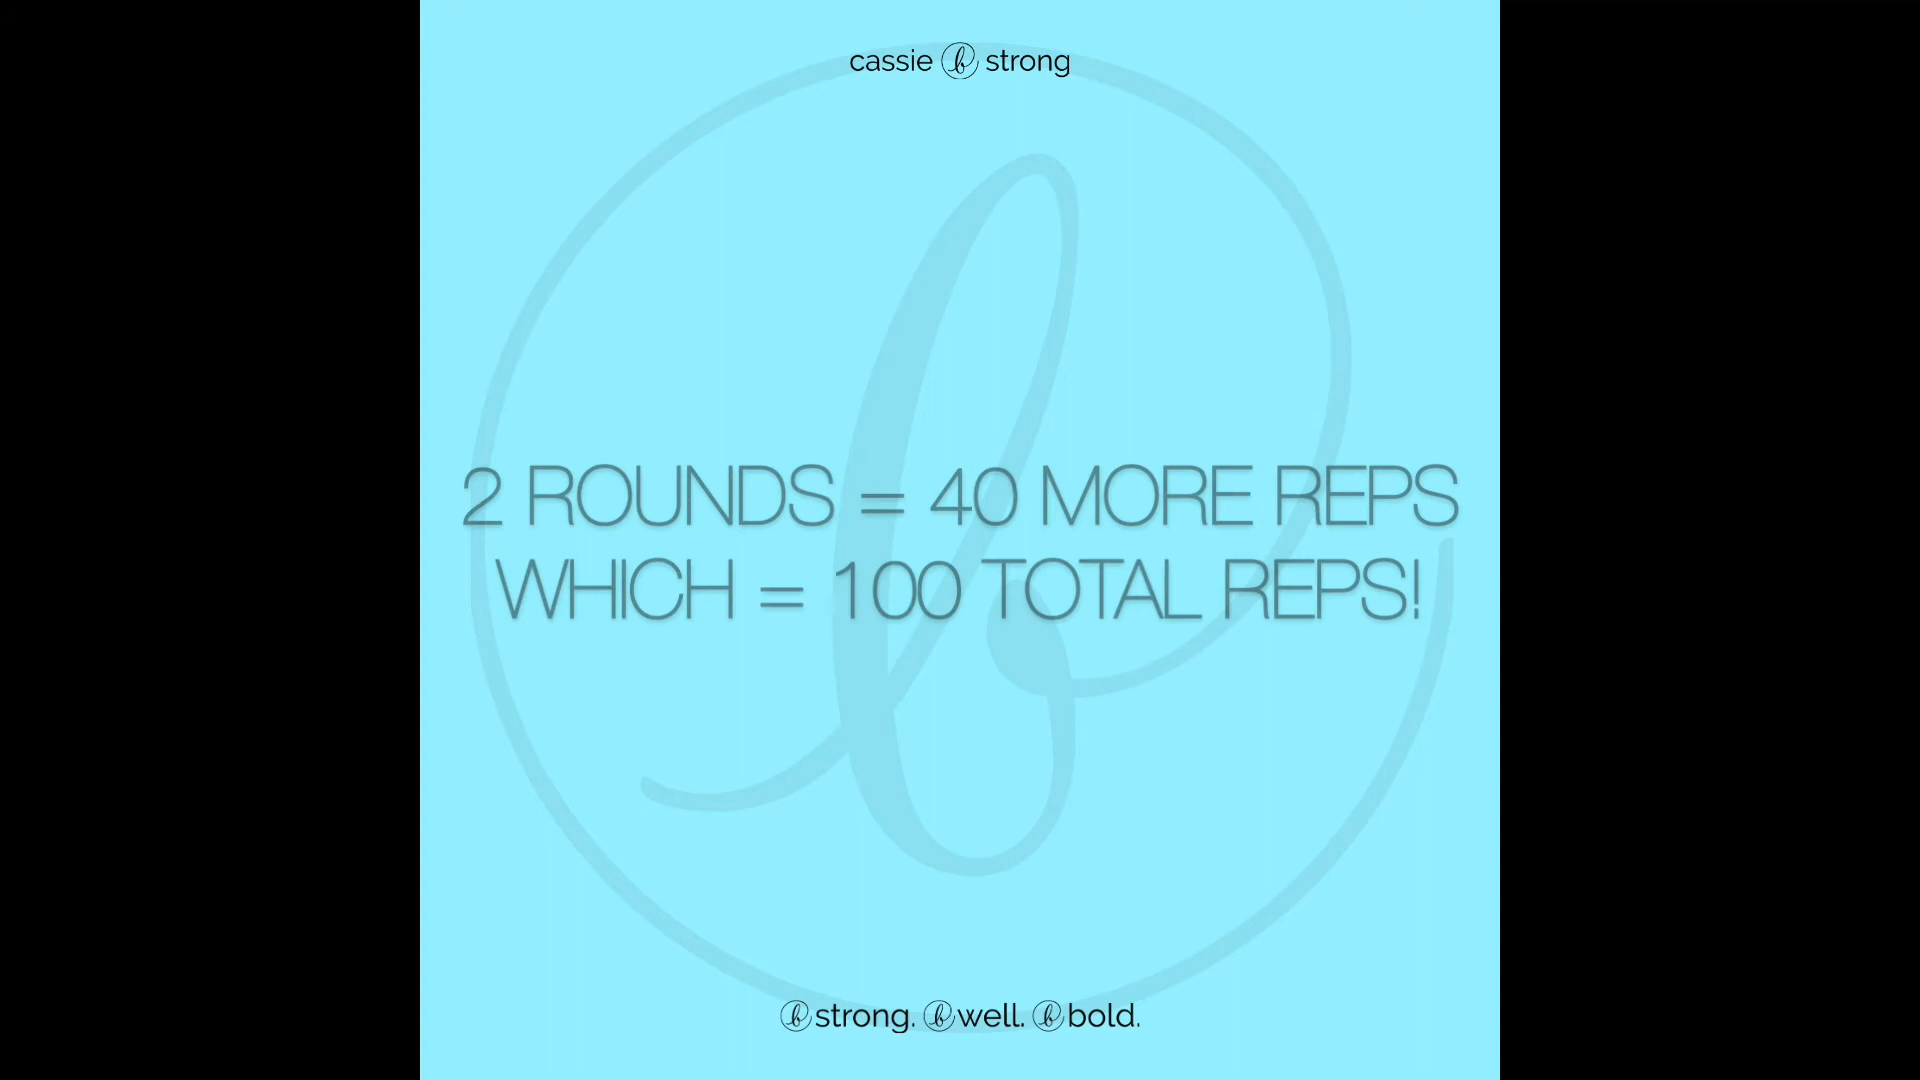 cassie b strong
2 ROUNDS = 40 MORE REPS
WHICH = 100 TOTAL REPS!
b strong. b well. b bold.